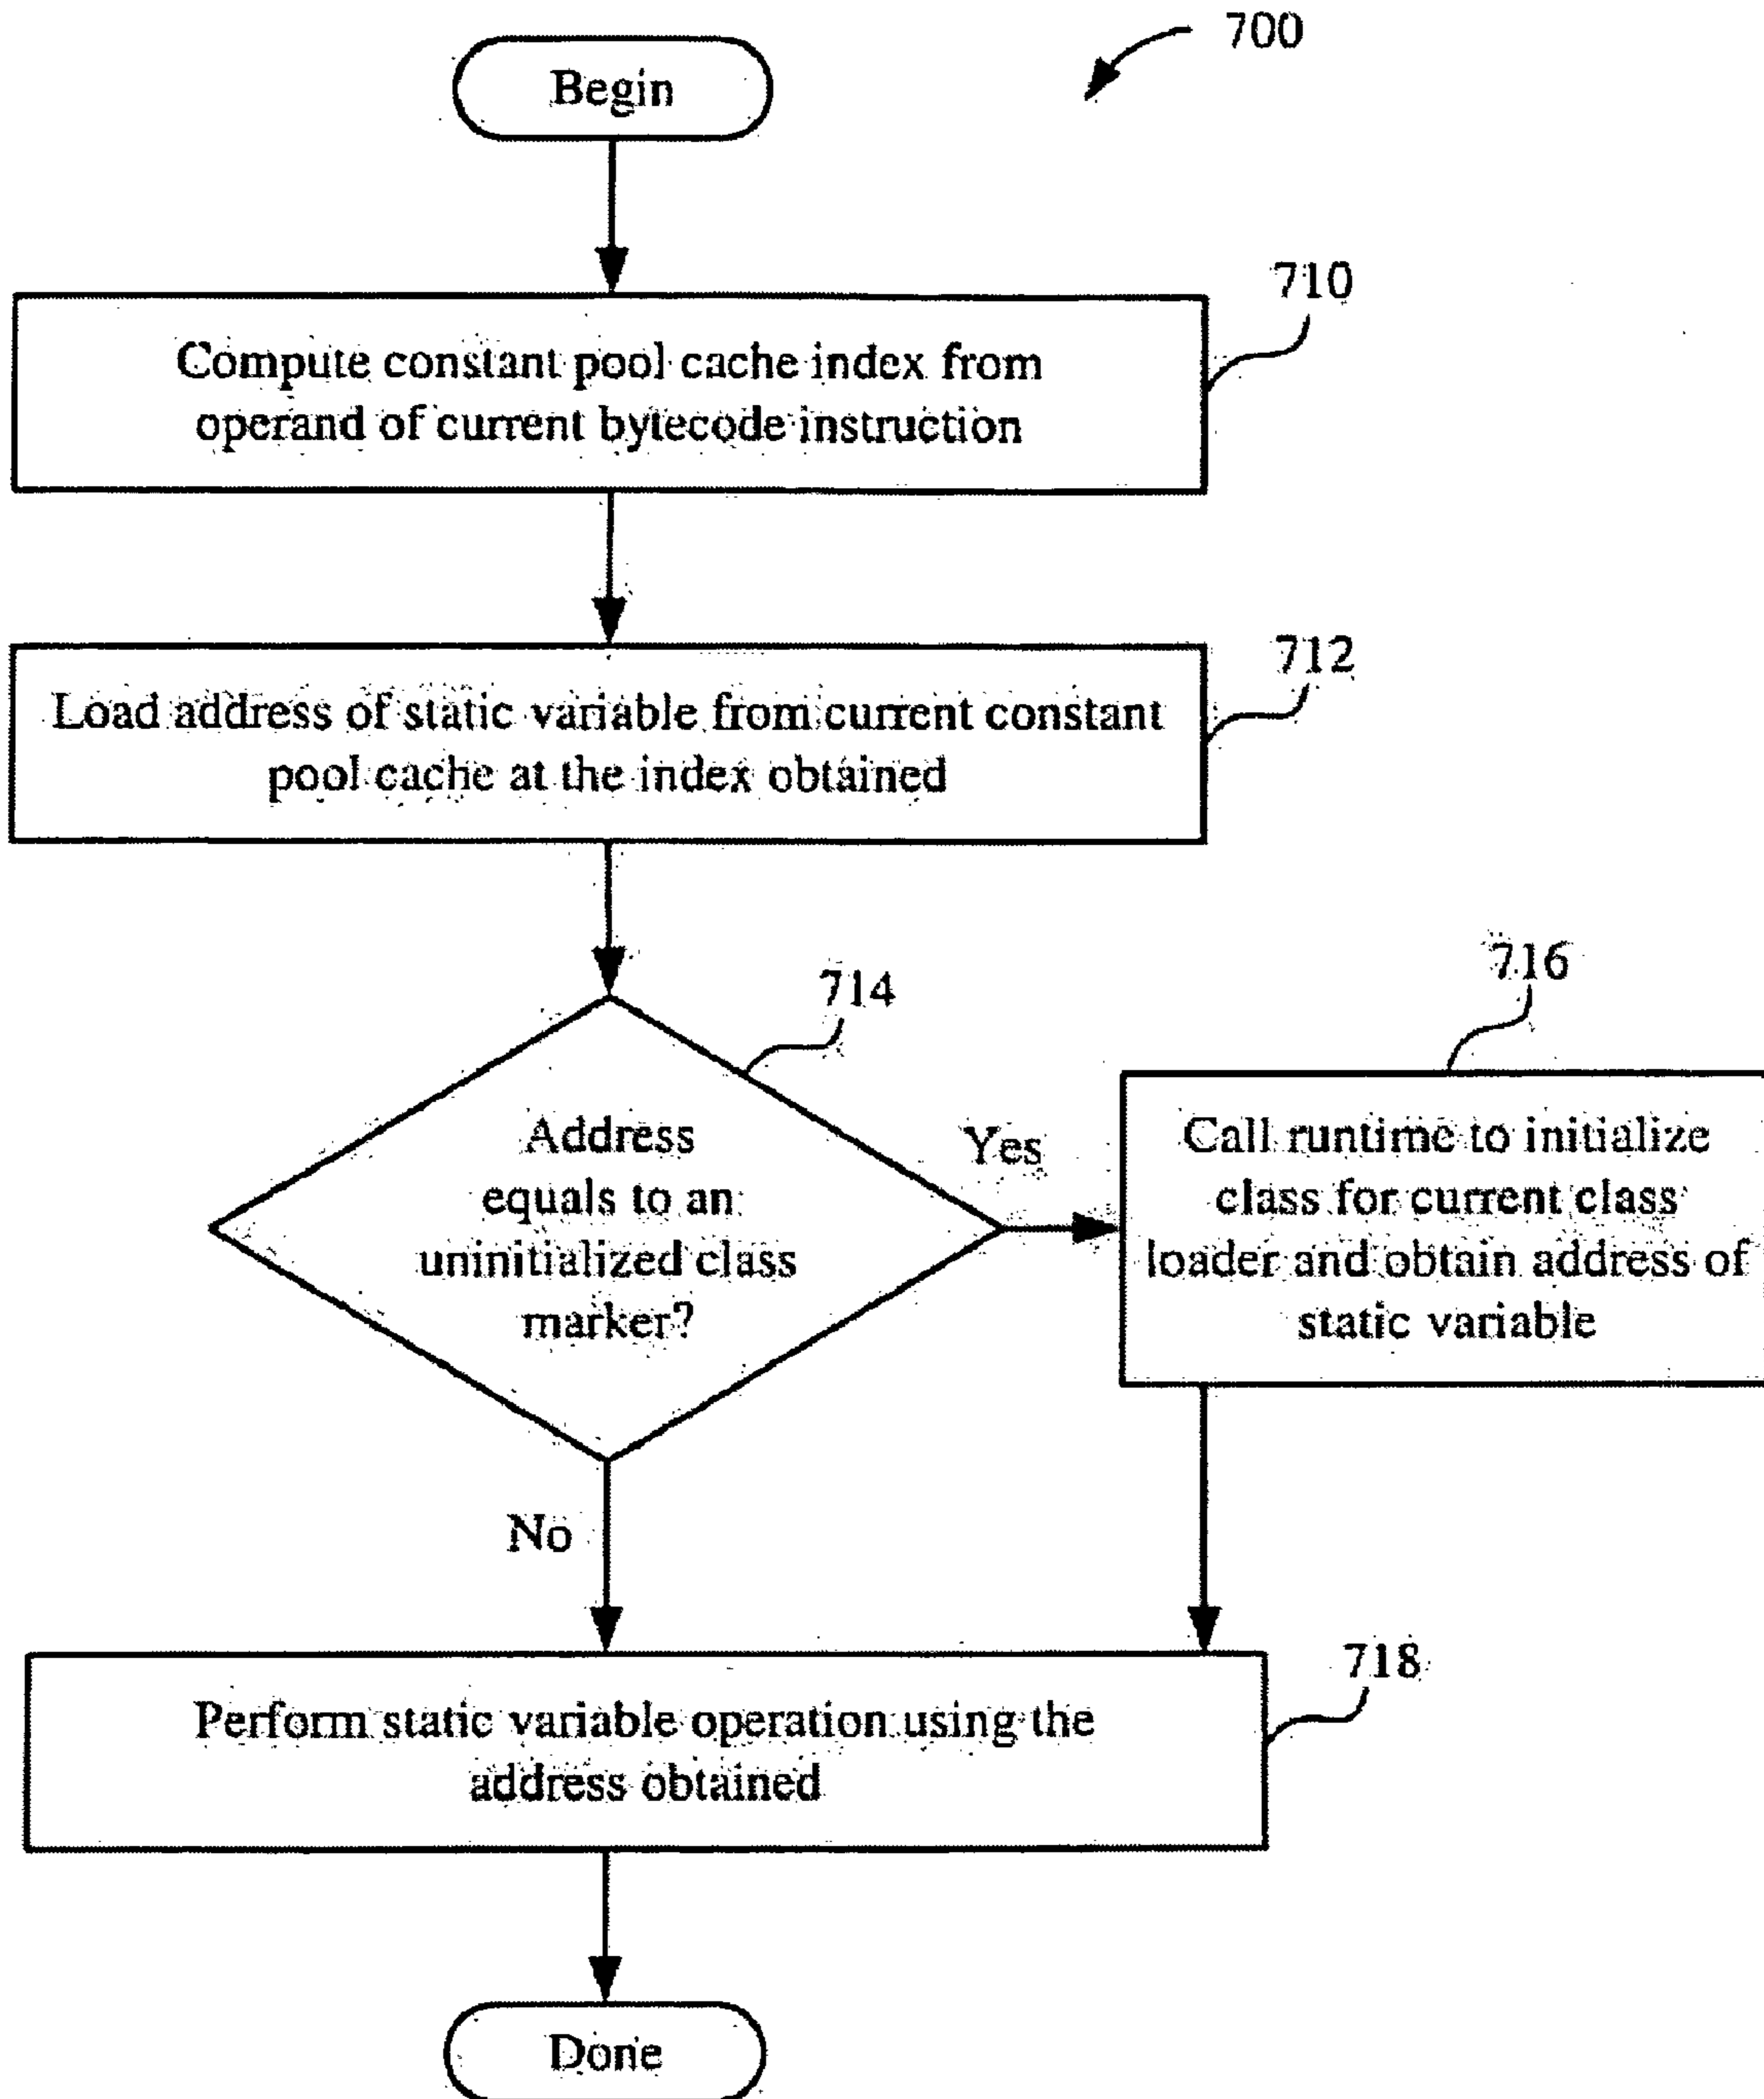 700
Begin
710
Compute constant pool cache index from
operand of current bytecode instruction
712
Load address of static variable from current constant
pool cache at the index obtained
714
716
Address
equals to an
uninitialized class
marker?
Yes
Call runtime to initialize
class for current class
loader and obtain address of
static variable
No
718
Perform static variable operation using the
address obtained
Done